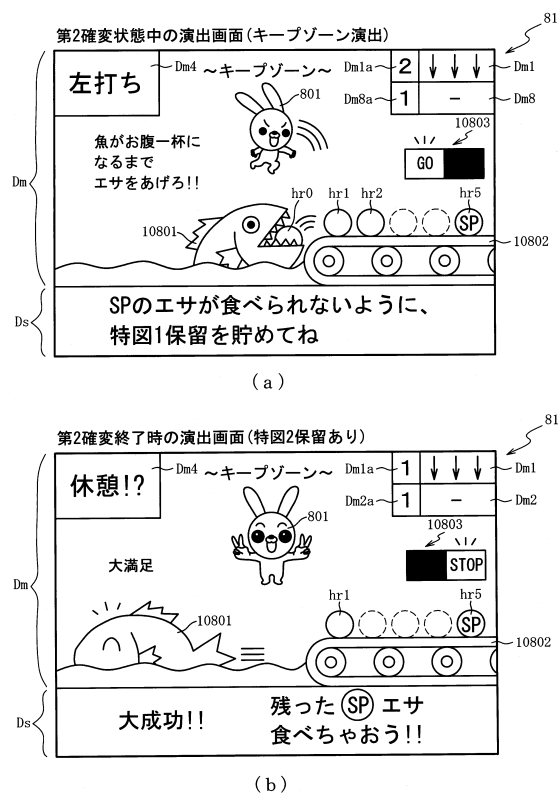 第2確変状態中の演出画面(キープゾーン演出)
81
左打ち
Dm4
～キープゾーン～
801
Dm1a
2
Dm1
Dm8a
1
－
Dm8
10803
GO
魚がお腹一杯に
なるまで
エサをあげろ!!
Dm
hr0
hr1
hr2
hr5
SP
10801
10802
Ds
SPのエサが食べられないように、
特図1保留を貯めてね
(a)
第2確変終了時の演出画面(特図2保留あり)
81
休憩!?
Dm4
～キープゾーン～
801
Dm1a
1
Dm1
Dm2a
1
－
Dm2
10803
STOP
大満足
Dm
hr1
hr5
SP
10801
10802
Ds
大成功!!
残った SP エサ
食べちゃおう!!
(b)